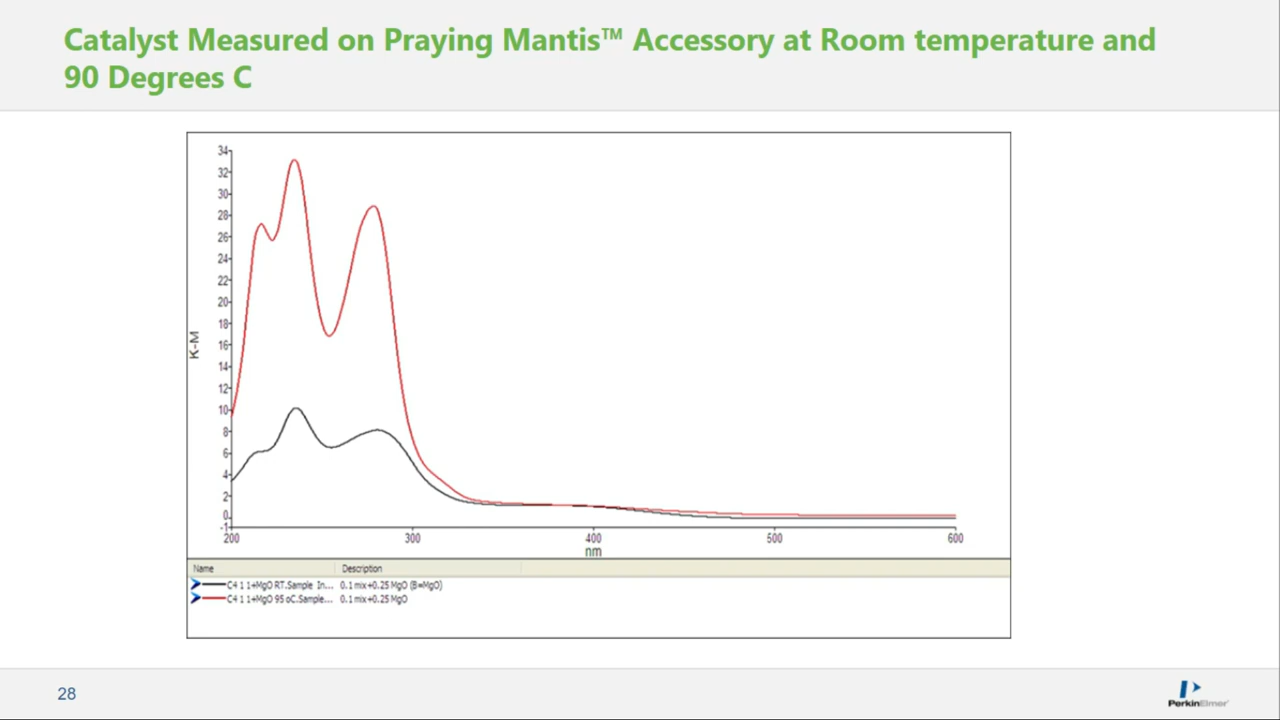 Catalyst Measured on Praying Mantis™ Accessory at Room temperature and
90 Degrees C
34
32
30
28
26
24
22
20
18
16
14
12
10
8
6
4
2
0
-1
K-M
200 300 400 500 600
nm
Name Description
C4 1 1+MgO RT.Sample In... 0.1 mix+0.25 MgO (B=MgO)
C4 1 1+MgO 95 oC.Sample... 0.1 mix+0.25 MgO
28
PerkinElmer